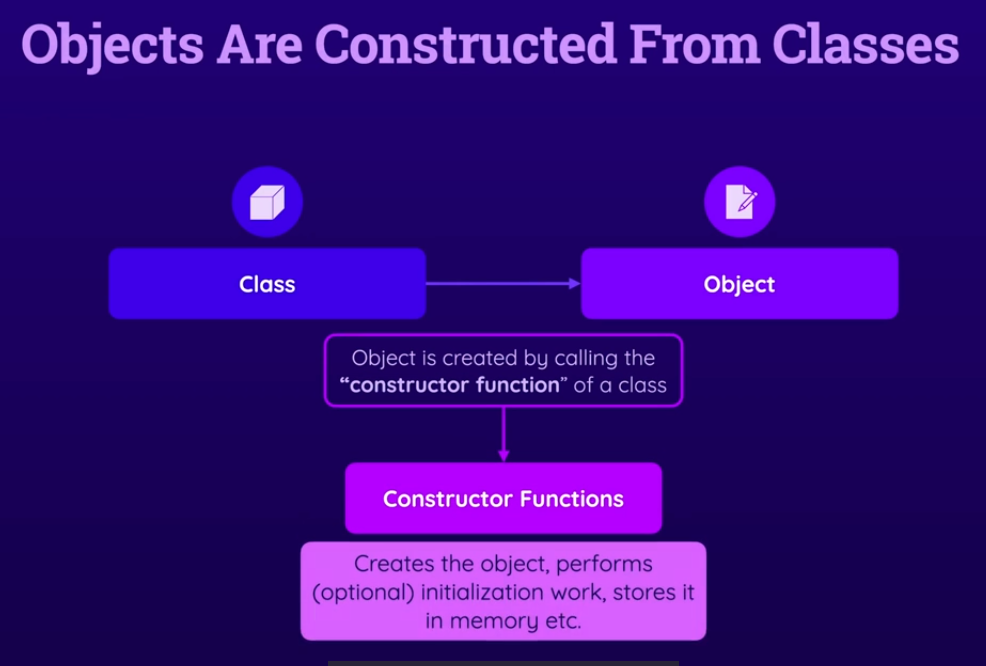 Objects Are Constructed From Classes
Class
Object
Object is created by calling the
“constructor function” of a class
Constructor Functions
Creates the object, performs
(optional) initialization work, stores it
in memory etc.